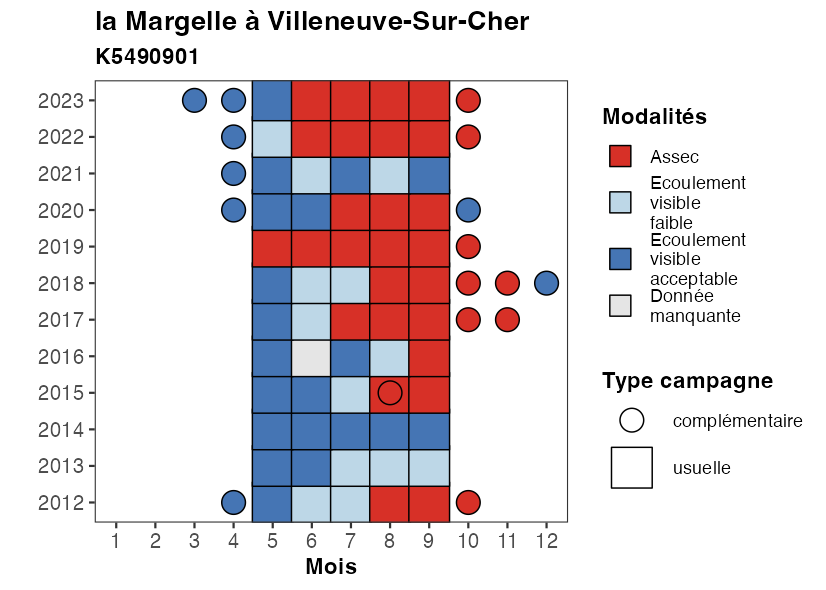 la Margelle à Villeneuve-Sur-Cher
K5490901
2023
2022
2021
2020
2019
2018
2017
2016
2015
2014
2013
2012
1 2 3 4 5 6 7 8 9 10 11 12
Mois
Modalités
Assec
Ecoulement
visible
faible
Ecoulement
visible
acceptable
Donnée
manquante
Type campagne
complémentaire
usuelle